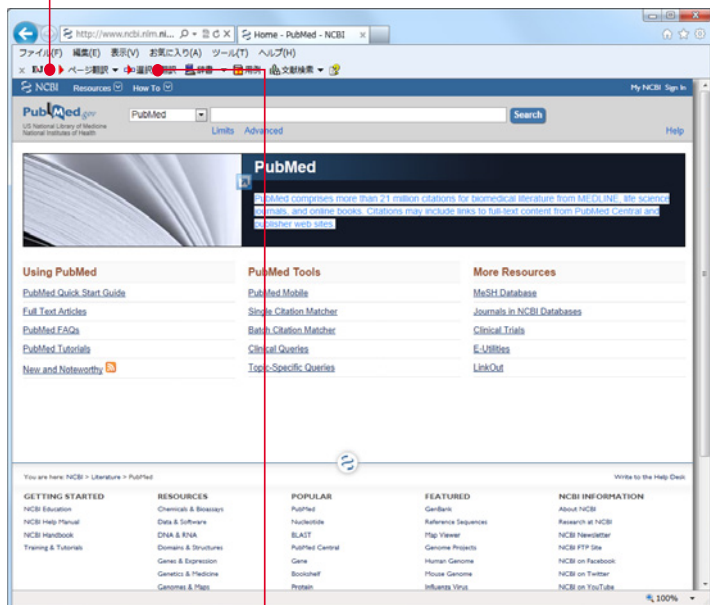 http://www.ncbi.nlm.ni...
Home - PubMed - NCBI
ファイル(F) 編集(E) 表示(V) お気に入り(A) ツール(T) ヘルプ(H)
ページ翻訳 選択翻訳 辞書 用例 文献検索
NCBI Resources How To My NCBI Sign In
PubMed.gov
US National Library of Medicine
National Institutes of Health
PubMed Search
Limits Advanced Help
PubMed
PubMed comprises more than 21 million citations for biomedical literature from MEDLINE, life science
journals, and online books. Citations may include links to full-text content from PubMed Central and
publisher web sites.
Using PubMed
PubMed Quick Start Guide
Full Text Articles
PubMed FAQs
PubMed Tutorials
New and Noteworthy
PubMed Tools
PubMed Mobile
Single Citation Matcher
Batch Citation Matcher
Clinical Queries
Topic-Specific Queries
More Resources
MeSH Database
Journals in NCBI Databases
Clinical Trials
E-Utilities
LinkOut
You are here: NCBI > Literature > PubMed Write to the Help Desk
GETTING STARTED
NCBI Education
NCBI Help Manual
NCBI Handbook
Training & Tutorials
RESOURCES
Chemicals & Bioassays
Data & Software
DNA & RNA
Domains & Structures
Genes & Expression
Genetics & Medicine
Genomes & Maps
POPULAR
PubMed
Nucleotide
BLAST
PubMed Central
Gene
Bookshelf
Protein
FEATURED
GenBank
Reference Sequences
Map Viewer
Genome Projects
Human Genome
Mouse Genome
Influenza Virus
NCBI INFORMATION
About NCBI
Research at NCBI
NCBI Newsletter
NCBI FTP Site
NCBI on Facebook
NCBI on Twitter
NCBI on YouTube
100%